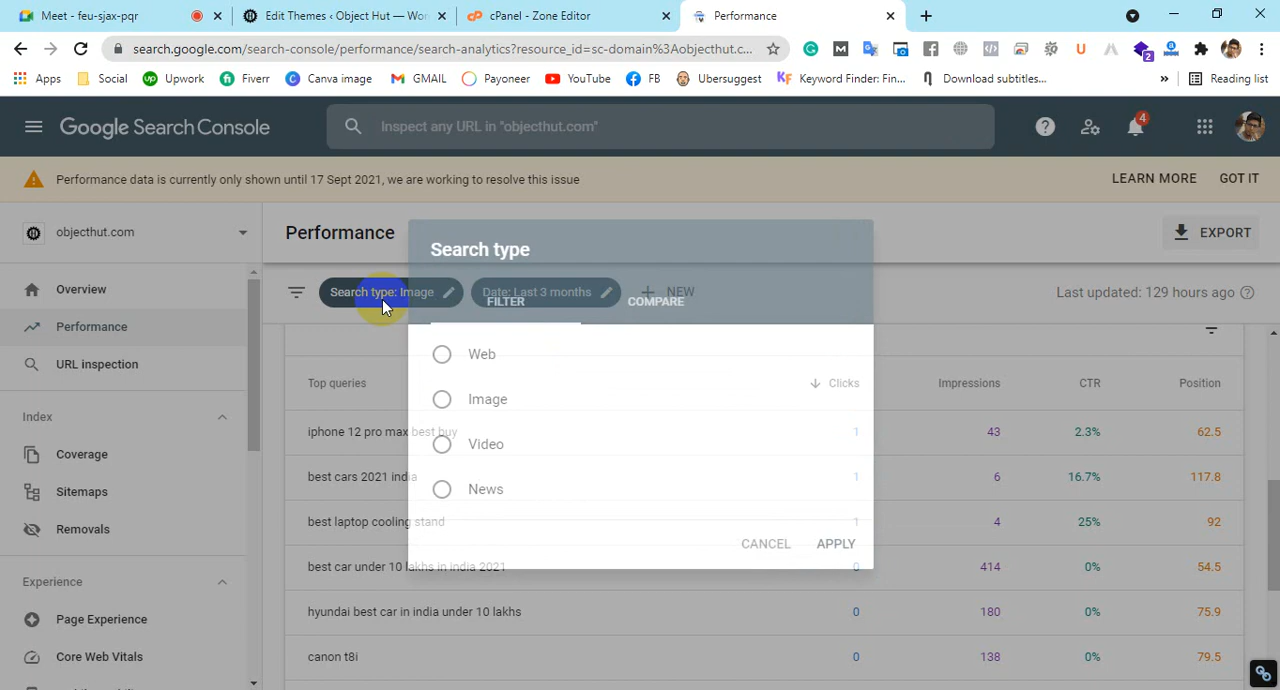 Meet - feu-sjax-pqr
Edit Themes ‹ Object Hut — Wor
cPanel - Zone Editor
Performance
search.google.com/search-console/performance/search-analytics?resource_id=sc-domain%3Aobjecthut.c...
2
Apps
Social
Upwork
Fiverr
Canva image
GMAIL
Payoneer
YouTube
FB
Ubersuggest
Keyword Finder: Fin...
Download subtitles...
»
Reading list
Google Search Console
Inspect any URL in "objecthut.com"
4
Performance data is currently only shown until 17 Sept 2021, we are working to resolve this issue
LEARN MORE
GOT IT
objecthut.com
Performance
EXPORT
Search type
Search type: Image
Date: Last 3 months
NEW
Last updated: 129 hours ago
FILTER
COMPARE
Overview
Performance
URL inspection
Index
Coverage
Sitemaps
Removals
Experience
Page Experience
Core Web Vitals
Web
Image
Video
News
CANCEL
APPLY
Top queries
Clicks
Impressions
CTR
Position
iphone 12 pro max best buy 1 43 2.3% 62.5
best cars 2021 india 1 6 16.7% 117.8
best laptop cooling stand 1 4 25% 92
best car under 10 lakhs in india 2021 0 414 0% 54.5
hyundai best car in india under 10 lakhs 0 180 0% 75.9
canon t8i 0 138 0% 79.5